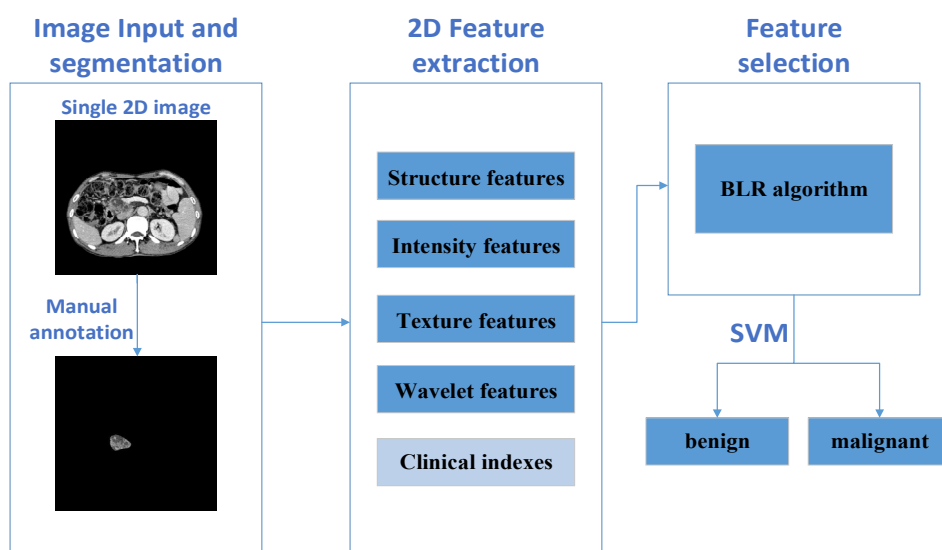 Image Input and
segmentation
Single 2D image
Manual
annotation
2D Feature
extraction
Structure features
Intensity features
Texture features
Wavelet features
Clinical indexes
Feature
selection
BLR algorithm
SVM
benign
malignant